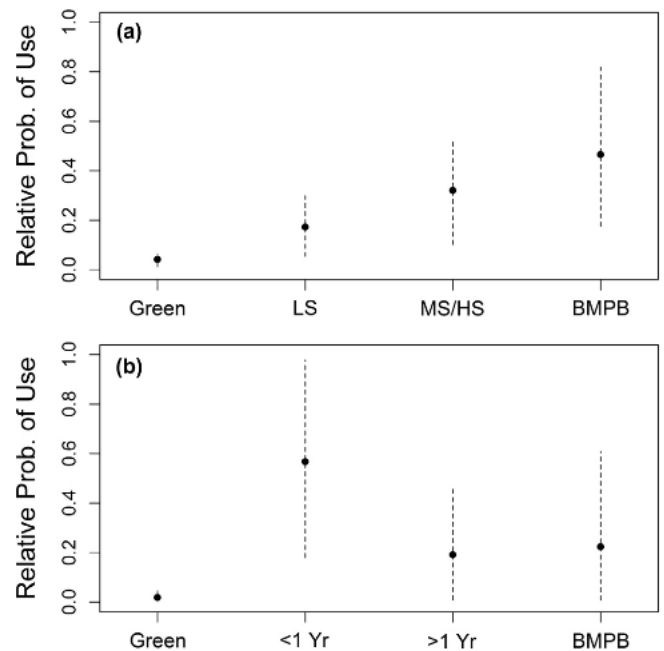 (a)
Relative Prob. of Use
1.0
0.8
0.6
0.4
0.2
0.0
Green LS MS/HS BMPB
(b)
Relative Prob. of Use
1.0
0.8
0.6
0.4
0.2
0.0
Green <1 Yr >1 Yr BMPB